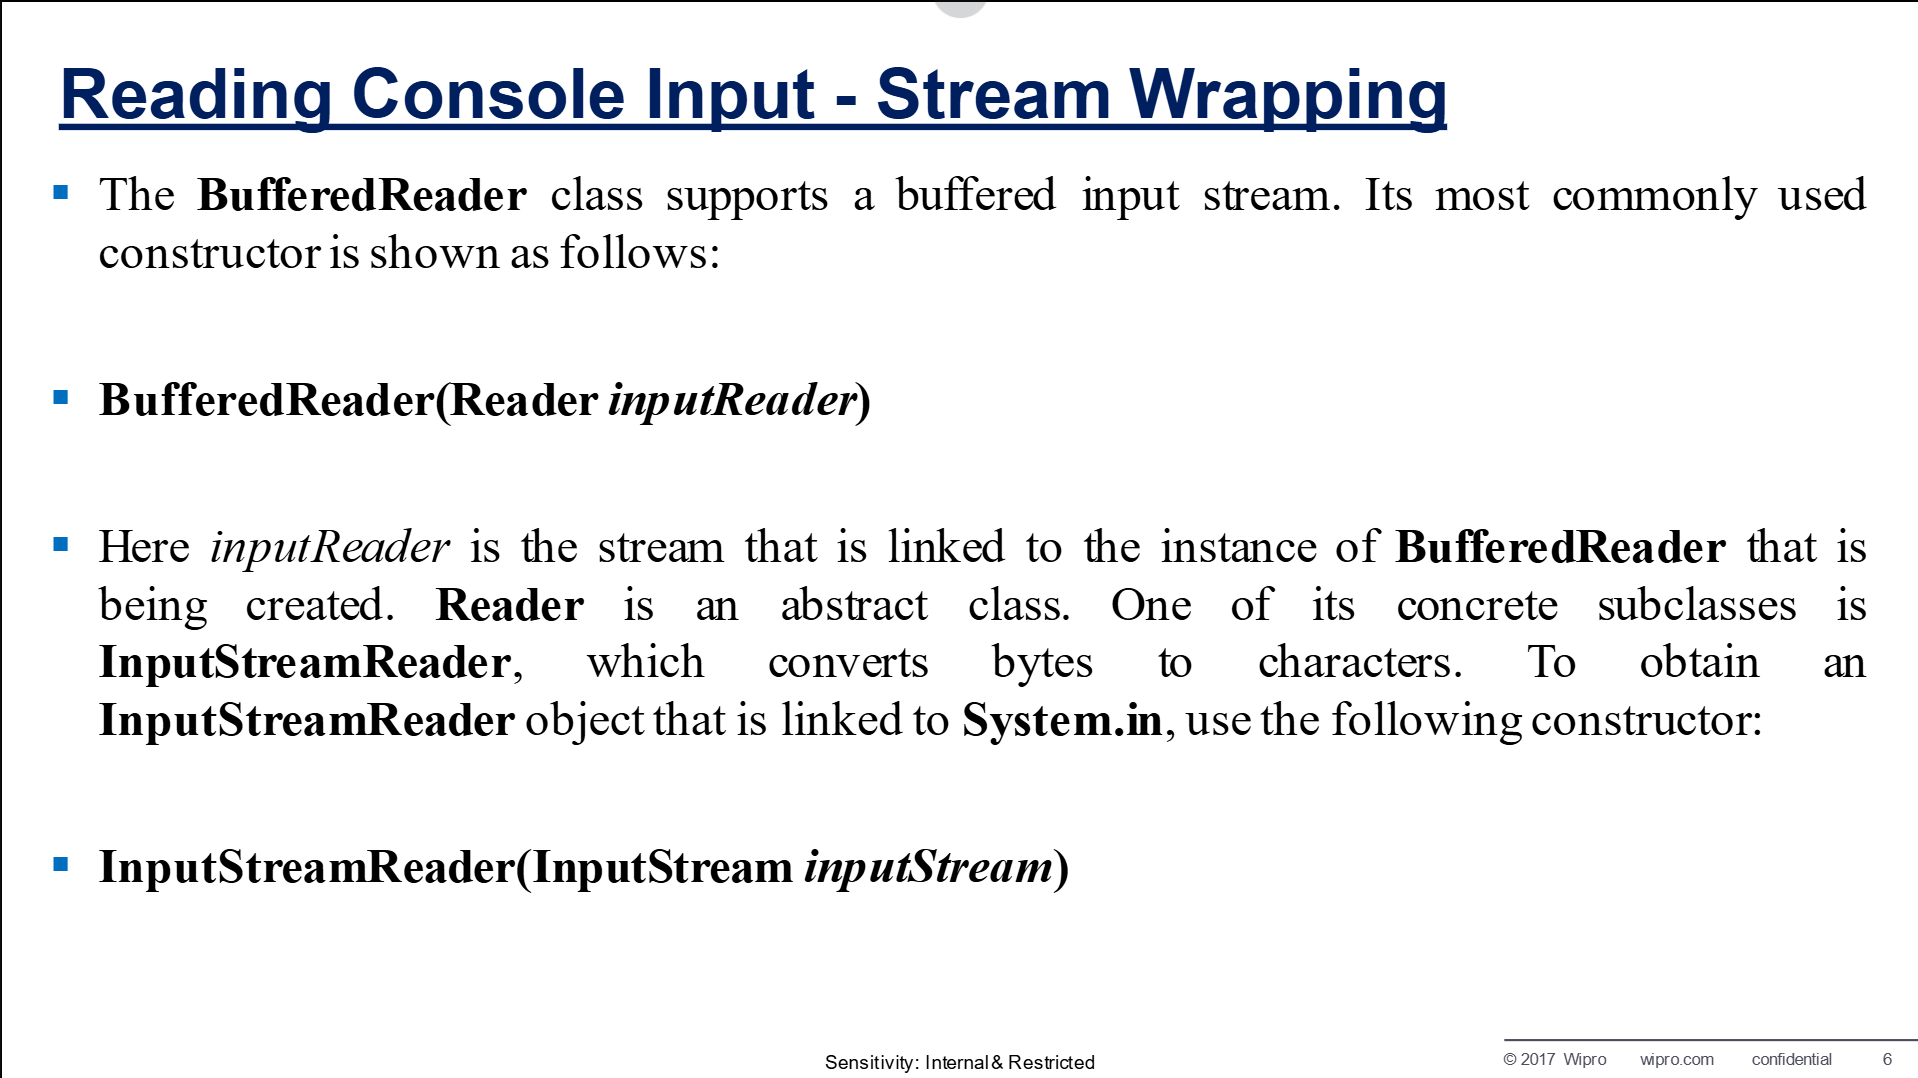 Reading Console Input - Stream Wrapping
The BufferedReader class supports a buffered input stream. Its most commonly used
constructor is shown as follows:
BufferedReader(Reader inputReader)
Here inputReader is the stream that is linked to the instance of BufferedReader that is
being created. Reader is an abstract class. One of its concrete subclasses is
InputStreamReader, which converts bytes to characters. To obtain an
InputStreamReader object that is linked to System.in, use the following constructor:
InputStreamReader(InputStream inputStream)
Sensitivity: Internal & Restricted
© 2017 Wipro wipro.com confidential 6